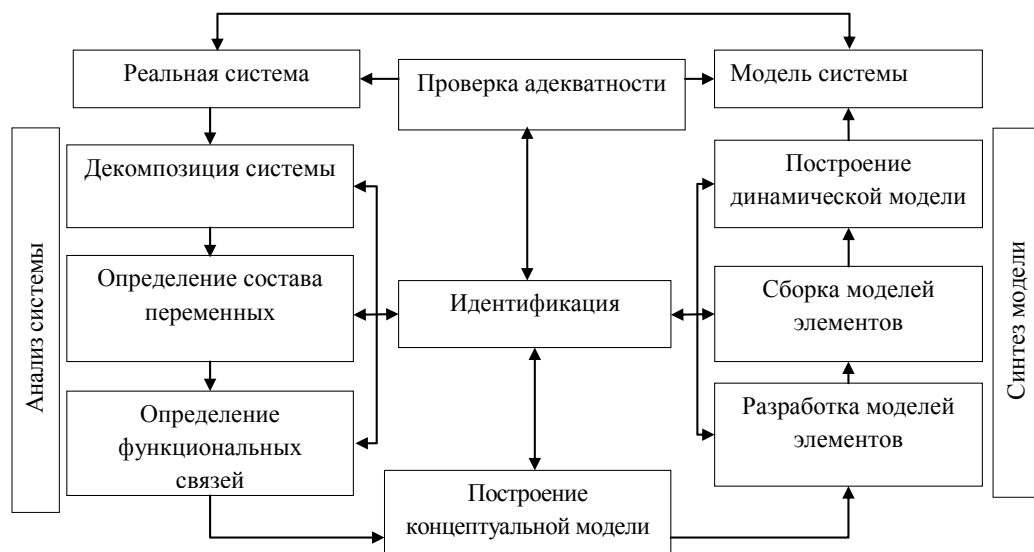 Реальная система
Проверка адекватности
Модель системы
Анализ системы
Декомпозиция системы
Определение состава
переменных
Определение
функциональных
связей
Идентификация
Построение
концептуальной модели
Построение
динамической модели
Сборка моделей
элементов
Разработка моделей
элементов
Синтез модели